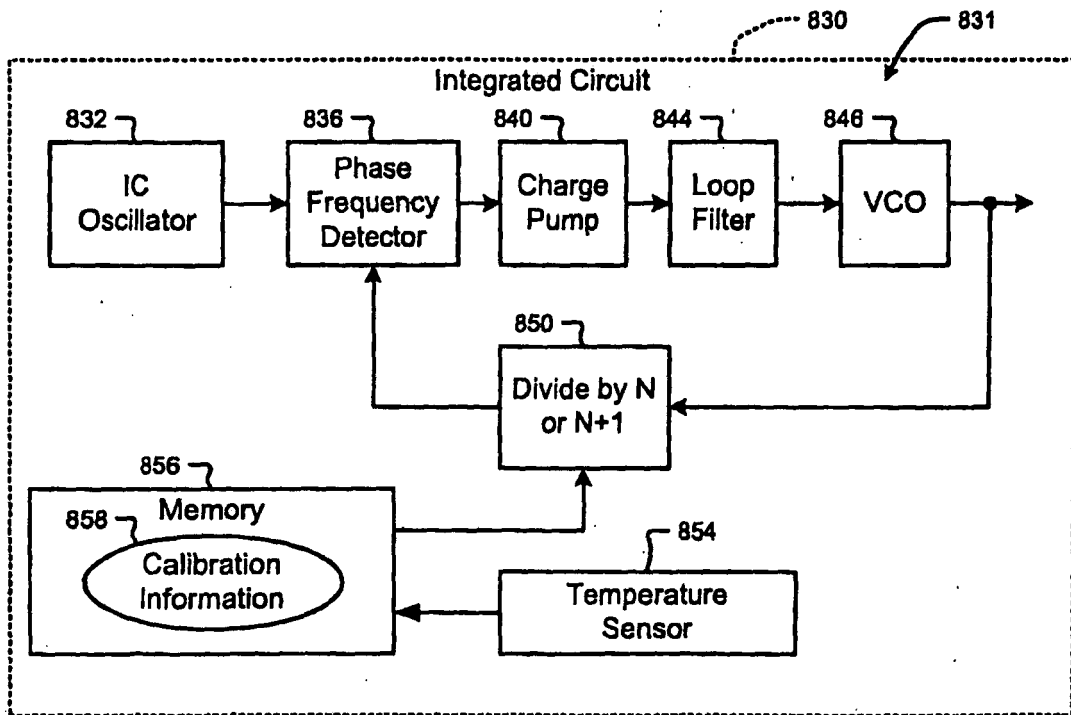 830
831
Integrated Circuit
832
836
840
844
846
IC
Oscillator
Phase
Frequency
Detector
Charge
Pump
Loop
Filter
VCO
850
Divide by N
or N+1
856
Memory
858
Calibration
Information
854
Temperature
Sensor